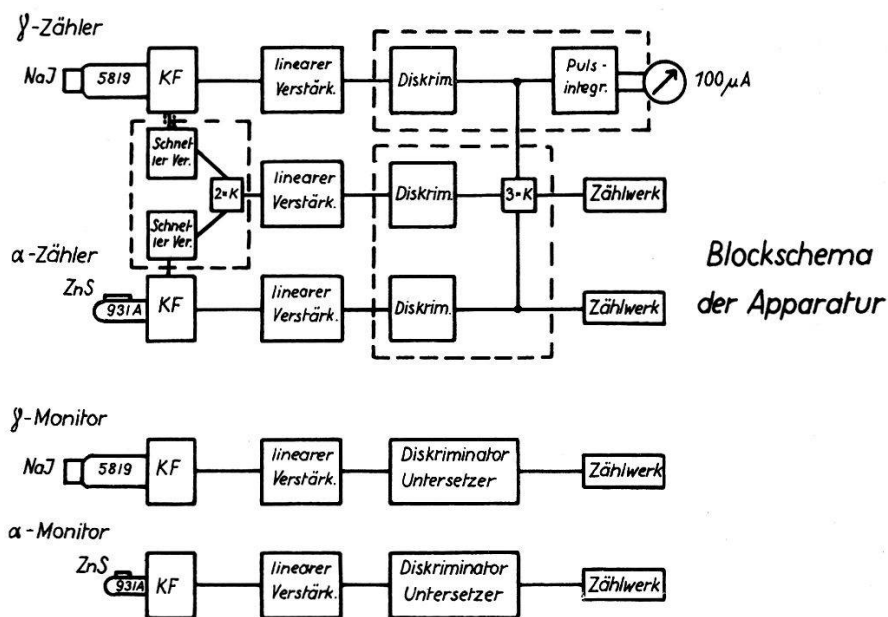 γ-Zähler
NaJ 5819 KF linearer Verstärk. Diskrim. Puls-integr. 100 μA
Schnel-
ler Ver.
2=K linearer Verstärk. Diskrim. 3=K Zählwerk
Schnel-
ler Ver.
α-Zähler
ZnS
931A KF linearer Verstärk. Diskrim. Zählwerk
Blockschema
der Apparatur
γ-Monitor
NaJ 5819 KF linearer Verstärk. Diskriminator Untersetzer Zählwerk
α-Monitor
ZnS
931A KF linearer Verstärk. Diskriminator Untersetzer Zählwerk